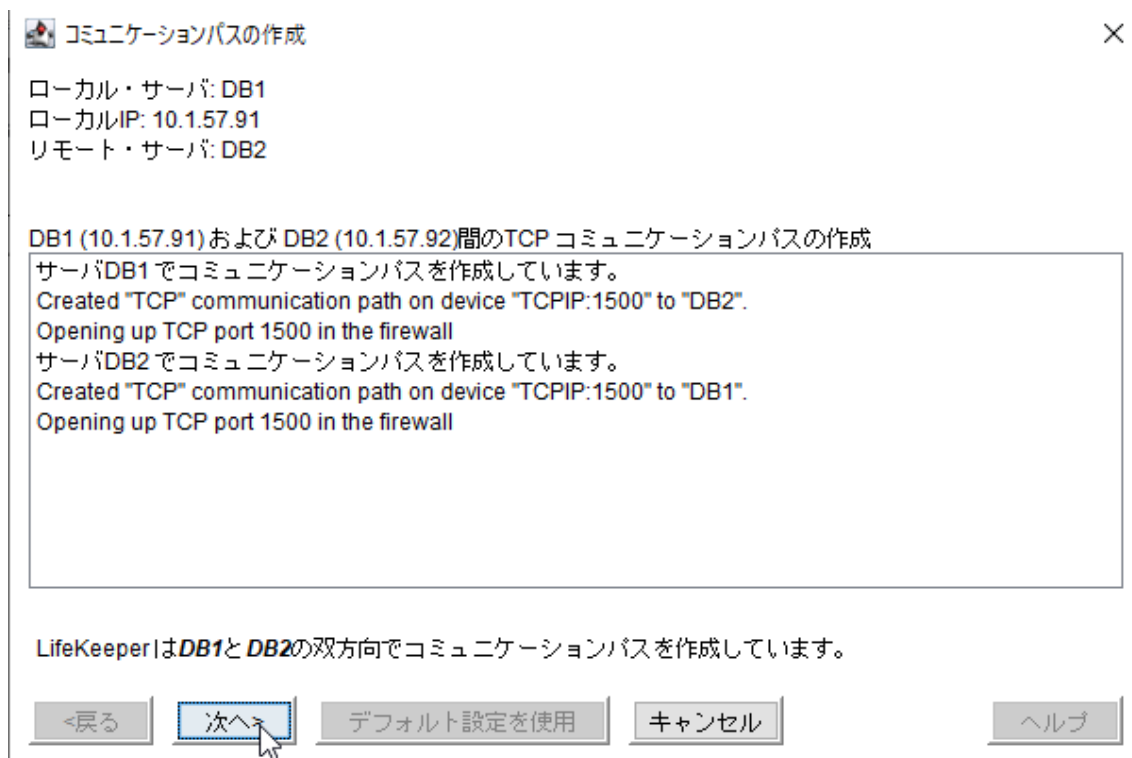 コミュニケーションパスの作成
ローカル・サーバ: DB1
ローカルIP: 10.1.57.91
リモート・サーバ: DB2
DB1 (10.1.57.91) および DB2 (10.1.57.92)間のTCP コミュニケーションパスの作成
サーバDB1 でコミュニケーションパスを作成しています。
Created "TCP" communication path on device "TCPIP:1500" to "DB2".
Opening up TCP port 1500 in the firewall
サーバDB2 でコミュニケーションパスを作成しています。
Created "TCP" communication path on device "TCPIP:1500" to "DB1".
Opening up TCP port 1500 in the firewall
LifeKeeperはDB1と DB2の双方向でコミュニケーションパスを作成しています。
<戻る 次へ> デフォルト設定を使用 キャンセル ヘルプ